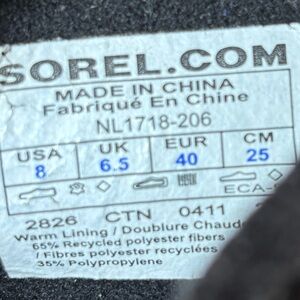 SOREL.COM
MADE IN CHINA
Fabriqué En Chine
NL1718-206
USA UK EUR CM
8 6.5 40 25
2826 CTN 0411
Warm Lining / Doublure Chaude
65% Recycled polyester fibers
/ Fibres polyester recyclées
35% Polypropylene